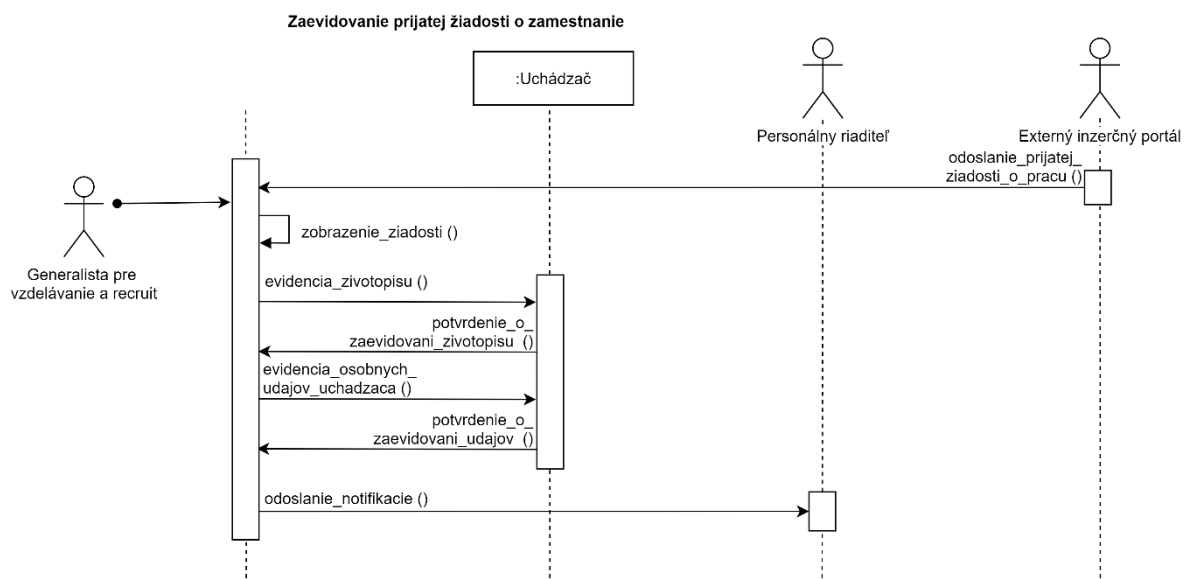 Zaevidovanie prijatej žiadosti o zamestnanie
:Uchádzač
Personálny riaditeľ
Externý inzerčný portál
odoslanie_prijatej_
ziadosti_o_pracu ()
zobrazenie_ziadosti ()
Generalista pre
vzdelávanie a recruit
evidencia_zivotopisu ()
potvrdenie_o_
zaevidovani_zivotopisu ()
evidencia_osobnych_
udajov_uchadzaca ()
potvrdenie_o_
zaevidovani_udajov ()
odoslanie_notifikacie ()